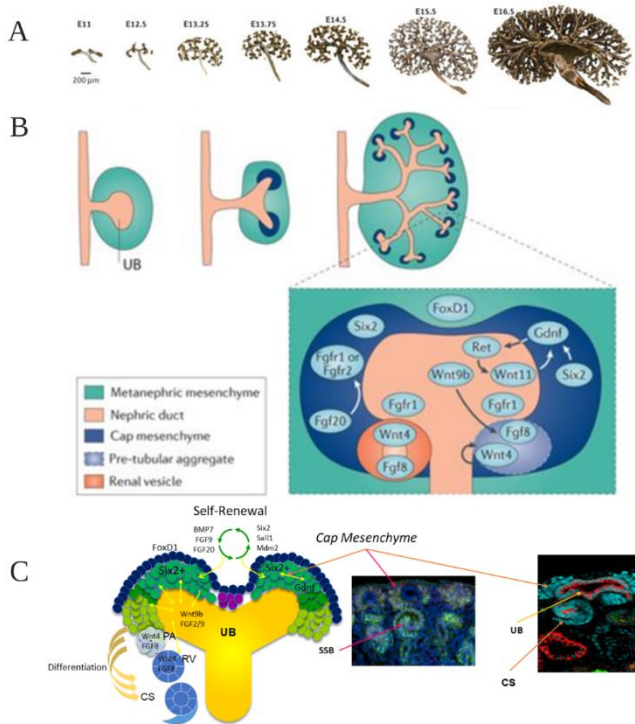 A
E11 E12.5 E13.25 E13.75 E14.5 E15.5 E16.5
200 µm
B
UB
Metanephric mesenchyme
Nephric duct
Cap mesenchyme
Pre-tubular aggregate
Renal vesicle
FoxD1
Six2
Gdnf
Fgfr1 or
Fgfr2
Ret
Wnt9b
Wnt11
Six2
Fgf20
Fgfr1
Fgfr1
Wnt4
Fgf8
Fgf8
Wnt4
C
Self-Renewal
BMP7
FGF9
FGF20
Six2
Sall1
Mdm2
FoxD1
Six2+
Six2+
Gdnf
Wnt9b
FGF2/9
UB
Wnt4
FGF8
PA
Wnt4
FGF8
RV
Differentiation
CS
Cap Mesenchyme
SSB
UB
CS